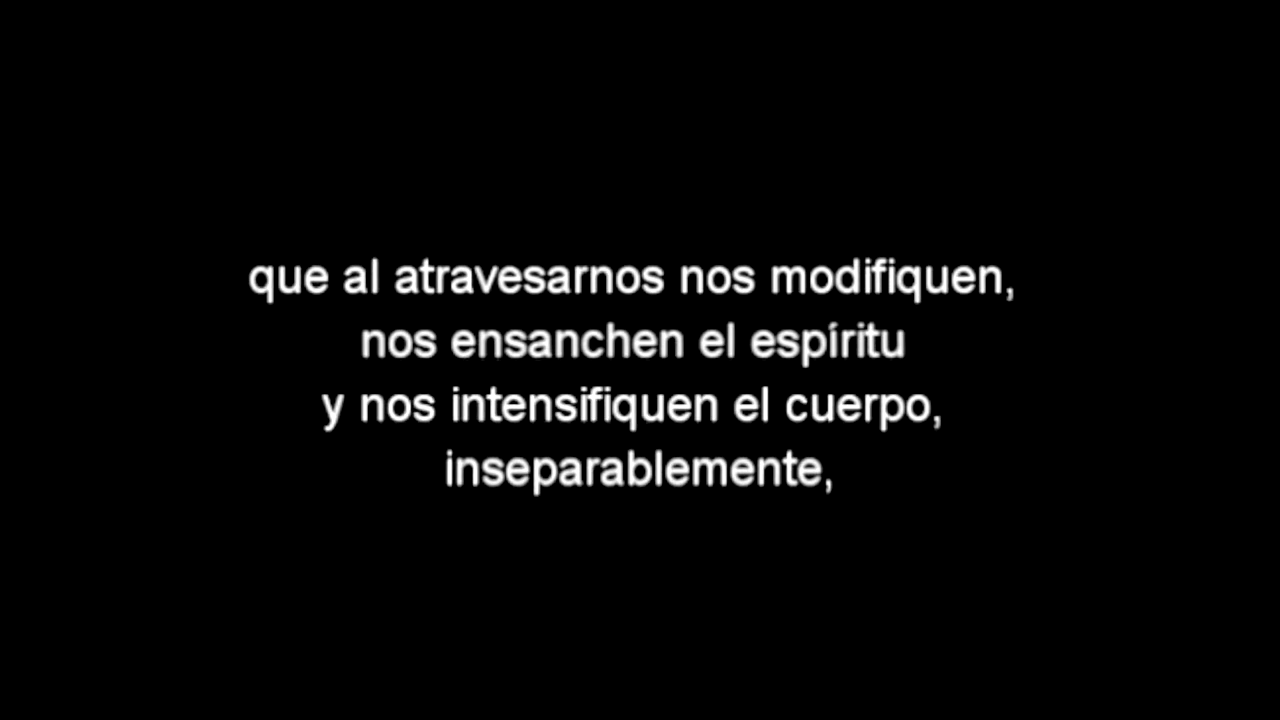 que al atravesarnos nos modifiquen,
nos ensanchen el espíritu
y nos intensifiquen el cuerpo,
inseparablemente,